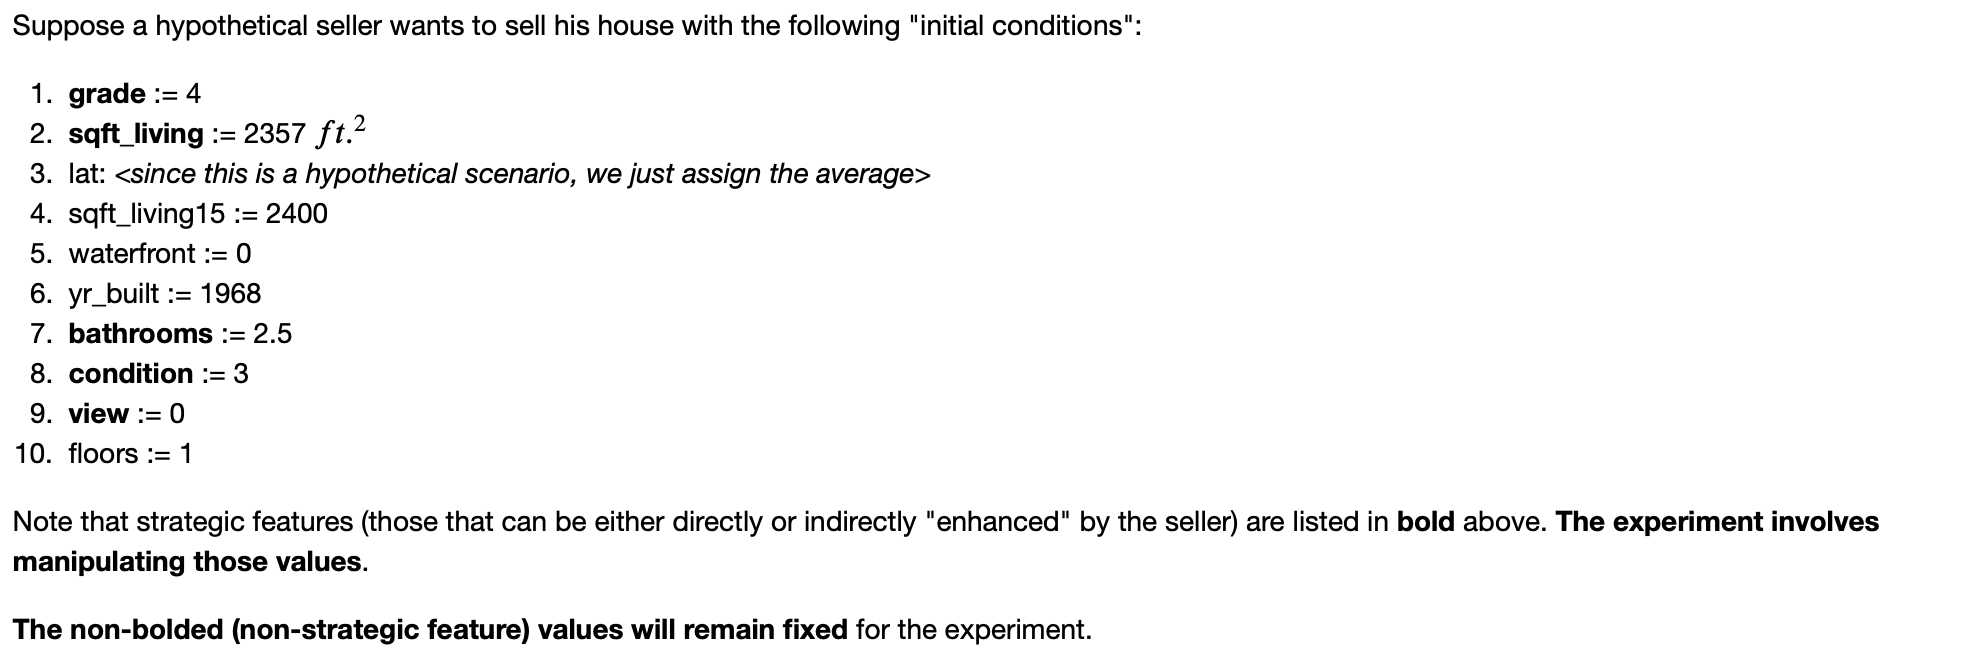 Suppose a hypothetical seller wants to sell his house with the following "initial conditions":
1. grade := 4
2. sqft_living := 2357 ft.²
3. lat: <since this is a hypothetical scenario, we just assign the average>
4. sqft_living15 := 2400
5. waterfront := 0
6. yr_built := 1968
7. bathrooms := 2.5
8. condition := 3
9. view := 0
10. floors := 1
Note that strategic features (those that can be either directly or indirectly "enhanced" by the seller) are listed in bold above. The experiment involves
manipulating those values.
The non-bolded (non-strategic feature) values will remain fixed for the experiment.